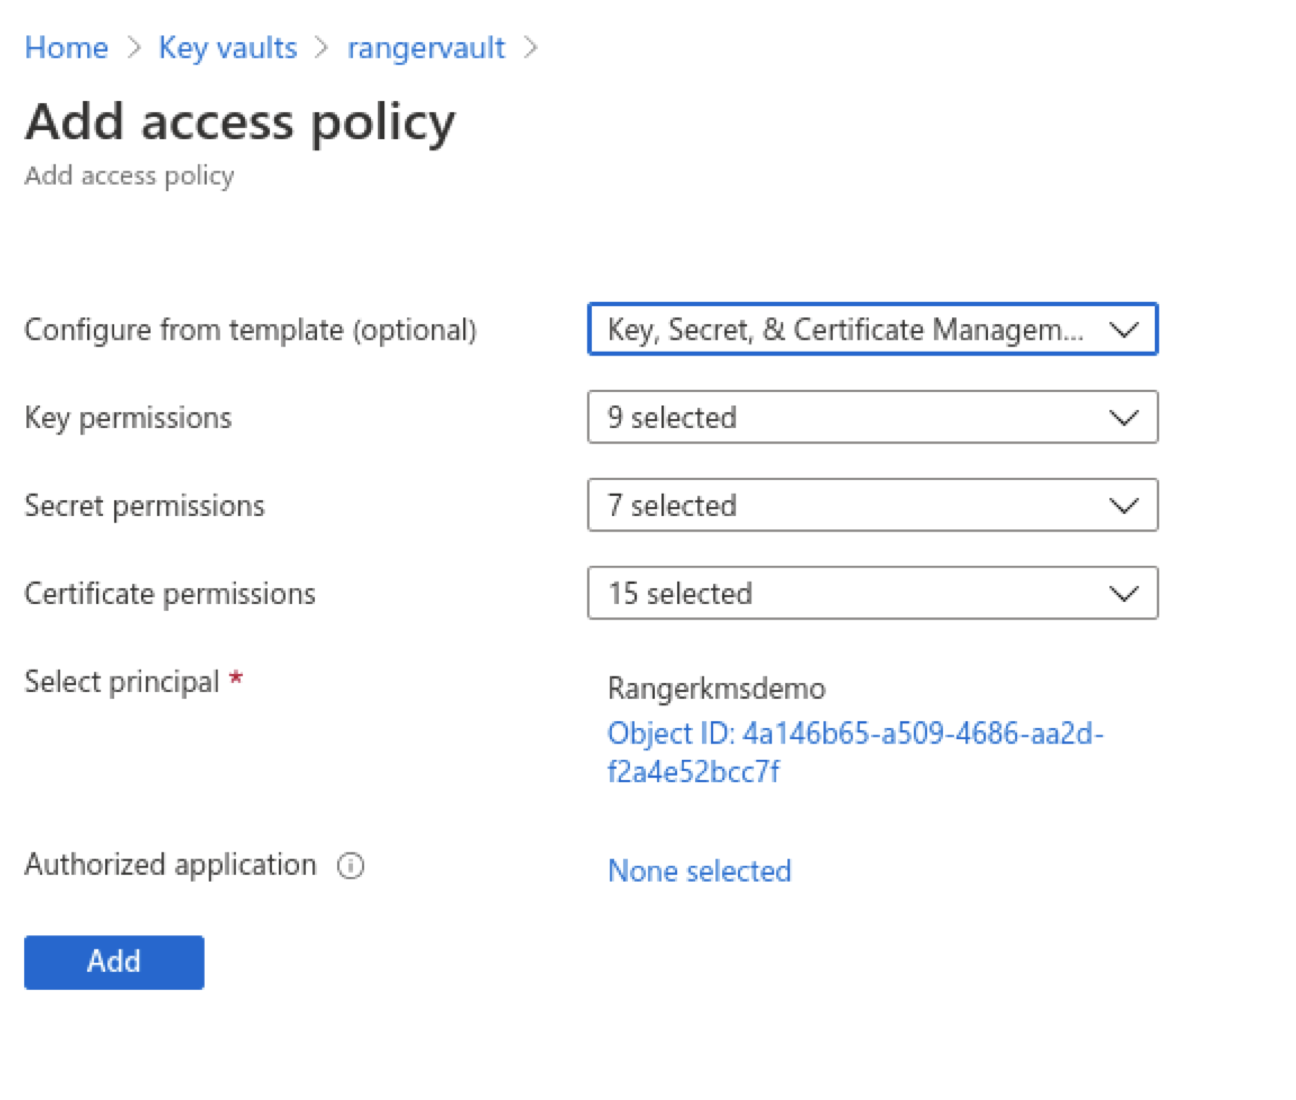 Home > Key vaults > rangervault >
Add access policy
Add access policy
Configure from template (optional)
Key, Secret, & Certificate Managem...
Key permissions
9 selected
Secret permissions
7 selected
Certificate permissions
15 selected
Select principal *
Rangerkmsdemo
Object ID: 4a146b65-a509-4686-aa2d-
f2a4e52bcc7f
Authorized application
None selected
Add